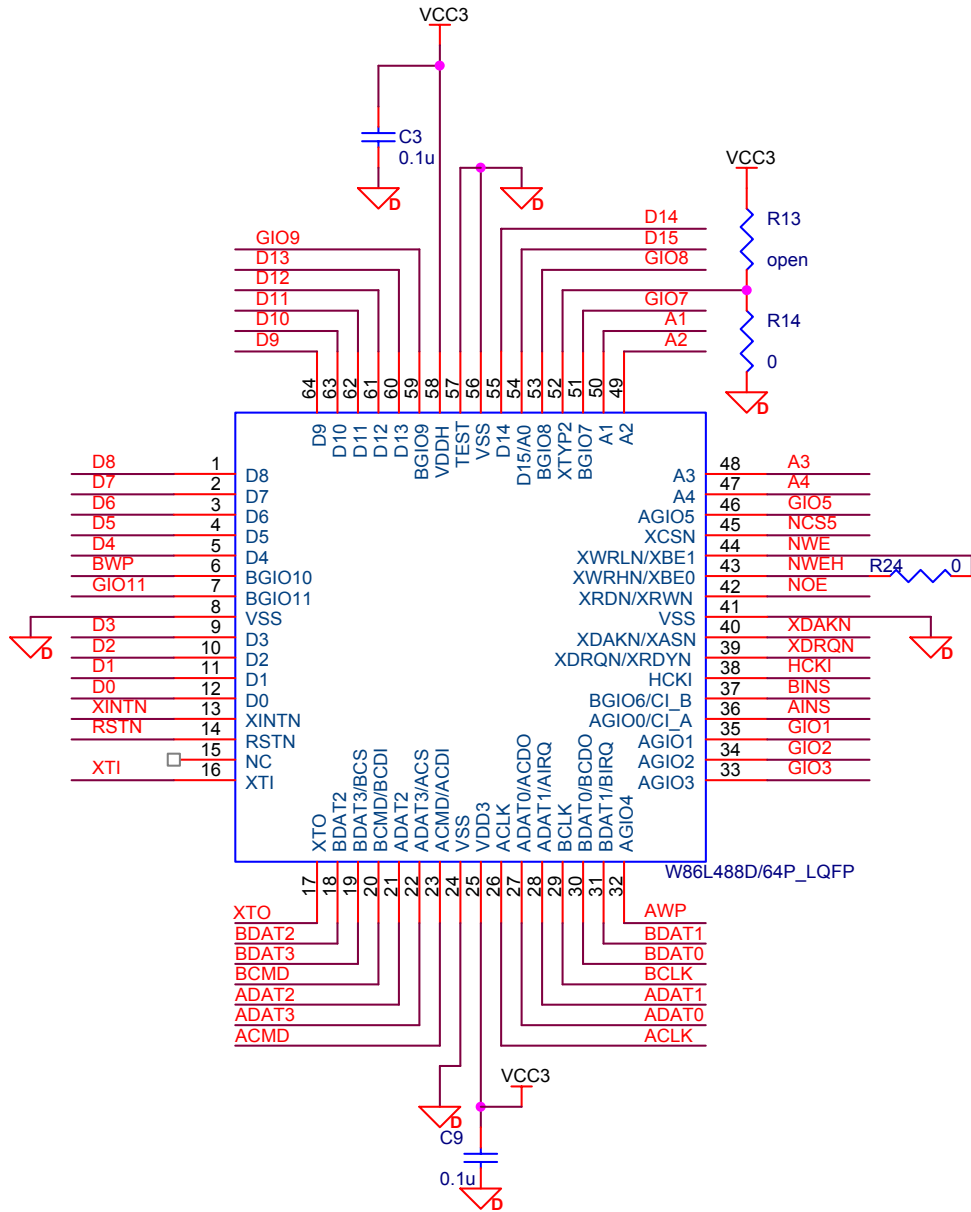 VCC3
C3
0.1u
D
D
VCC3
R13
open
R14
0
D
GIO9
D13
D12
D11
D10
D9
D14
D15
GIO8
GIO7
A1
A2
64 63 62 61 60 59 58 57 56 55 54 53 52 51 50 49
D9 D10 D11 D12 D13 BGIO9 VDDH TEST VSS D14 D15/A0 BGIO8 XTYP2 BGIO7 A1 A2
D8 1 D8
D7 2 D7
D6 3 D6
D5 4 D5
D4 5 D4
BWP 6 BGIO10
GIO11 7 BGIO11
8 VSS
D
D3 9 D3
D2 10 D2
D1 11 D1
D0 12 D0
XINTN 13 XINTN
RSTN 14 RSTN
15 NC
XTI 16 XTI
A3 48 A3
A4 47 A4
AGIO5 46 GIO5
XCSN 45 NCS5
XWRLN/XBE1 44 NWE
XWRHN/XBE0 43 NWEH R24 0
XRDN/XRWN 42 NOE
VSS 41
D
XDAKN/XASN 40 XDAKN
XDRQN/XRDYN 39 XDRQN
HCKI 38 HCKI
BGIO6/CI_B 37 BINS
AGIO0/CI_A 36 AINS
AGIO1 35 GIO1
AGIO2 34 GIO2
AGIO3 33 GIO3
XTO BDAT2 BDAT3/BCS BCMD/BCDI ADAT2 ADAT3/ACS ACMD/ACDI VSS VDD3 ACLK ADAT0/ACDO ADAT1/AIRQ BCLK BDAT0/BCDO BDAT1/BIRQ AGIO4
17 18 19 20 21 22 23 24 25 26 27 28 29 30 31 32
W86L488D/64P_LQFP
XTO
BDAT2
BDAT3
BCMD
ADAT2
ADAT3
ACMD
AWP
BDAT1
BDAT0
BCLK
ADAT1
ADAT0
ACLK
VCC3
D
C9
0.1u
D